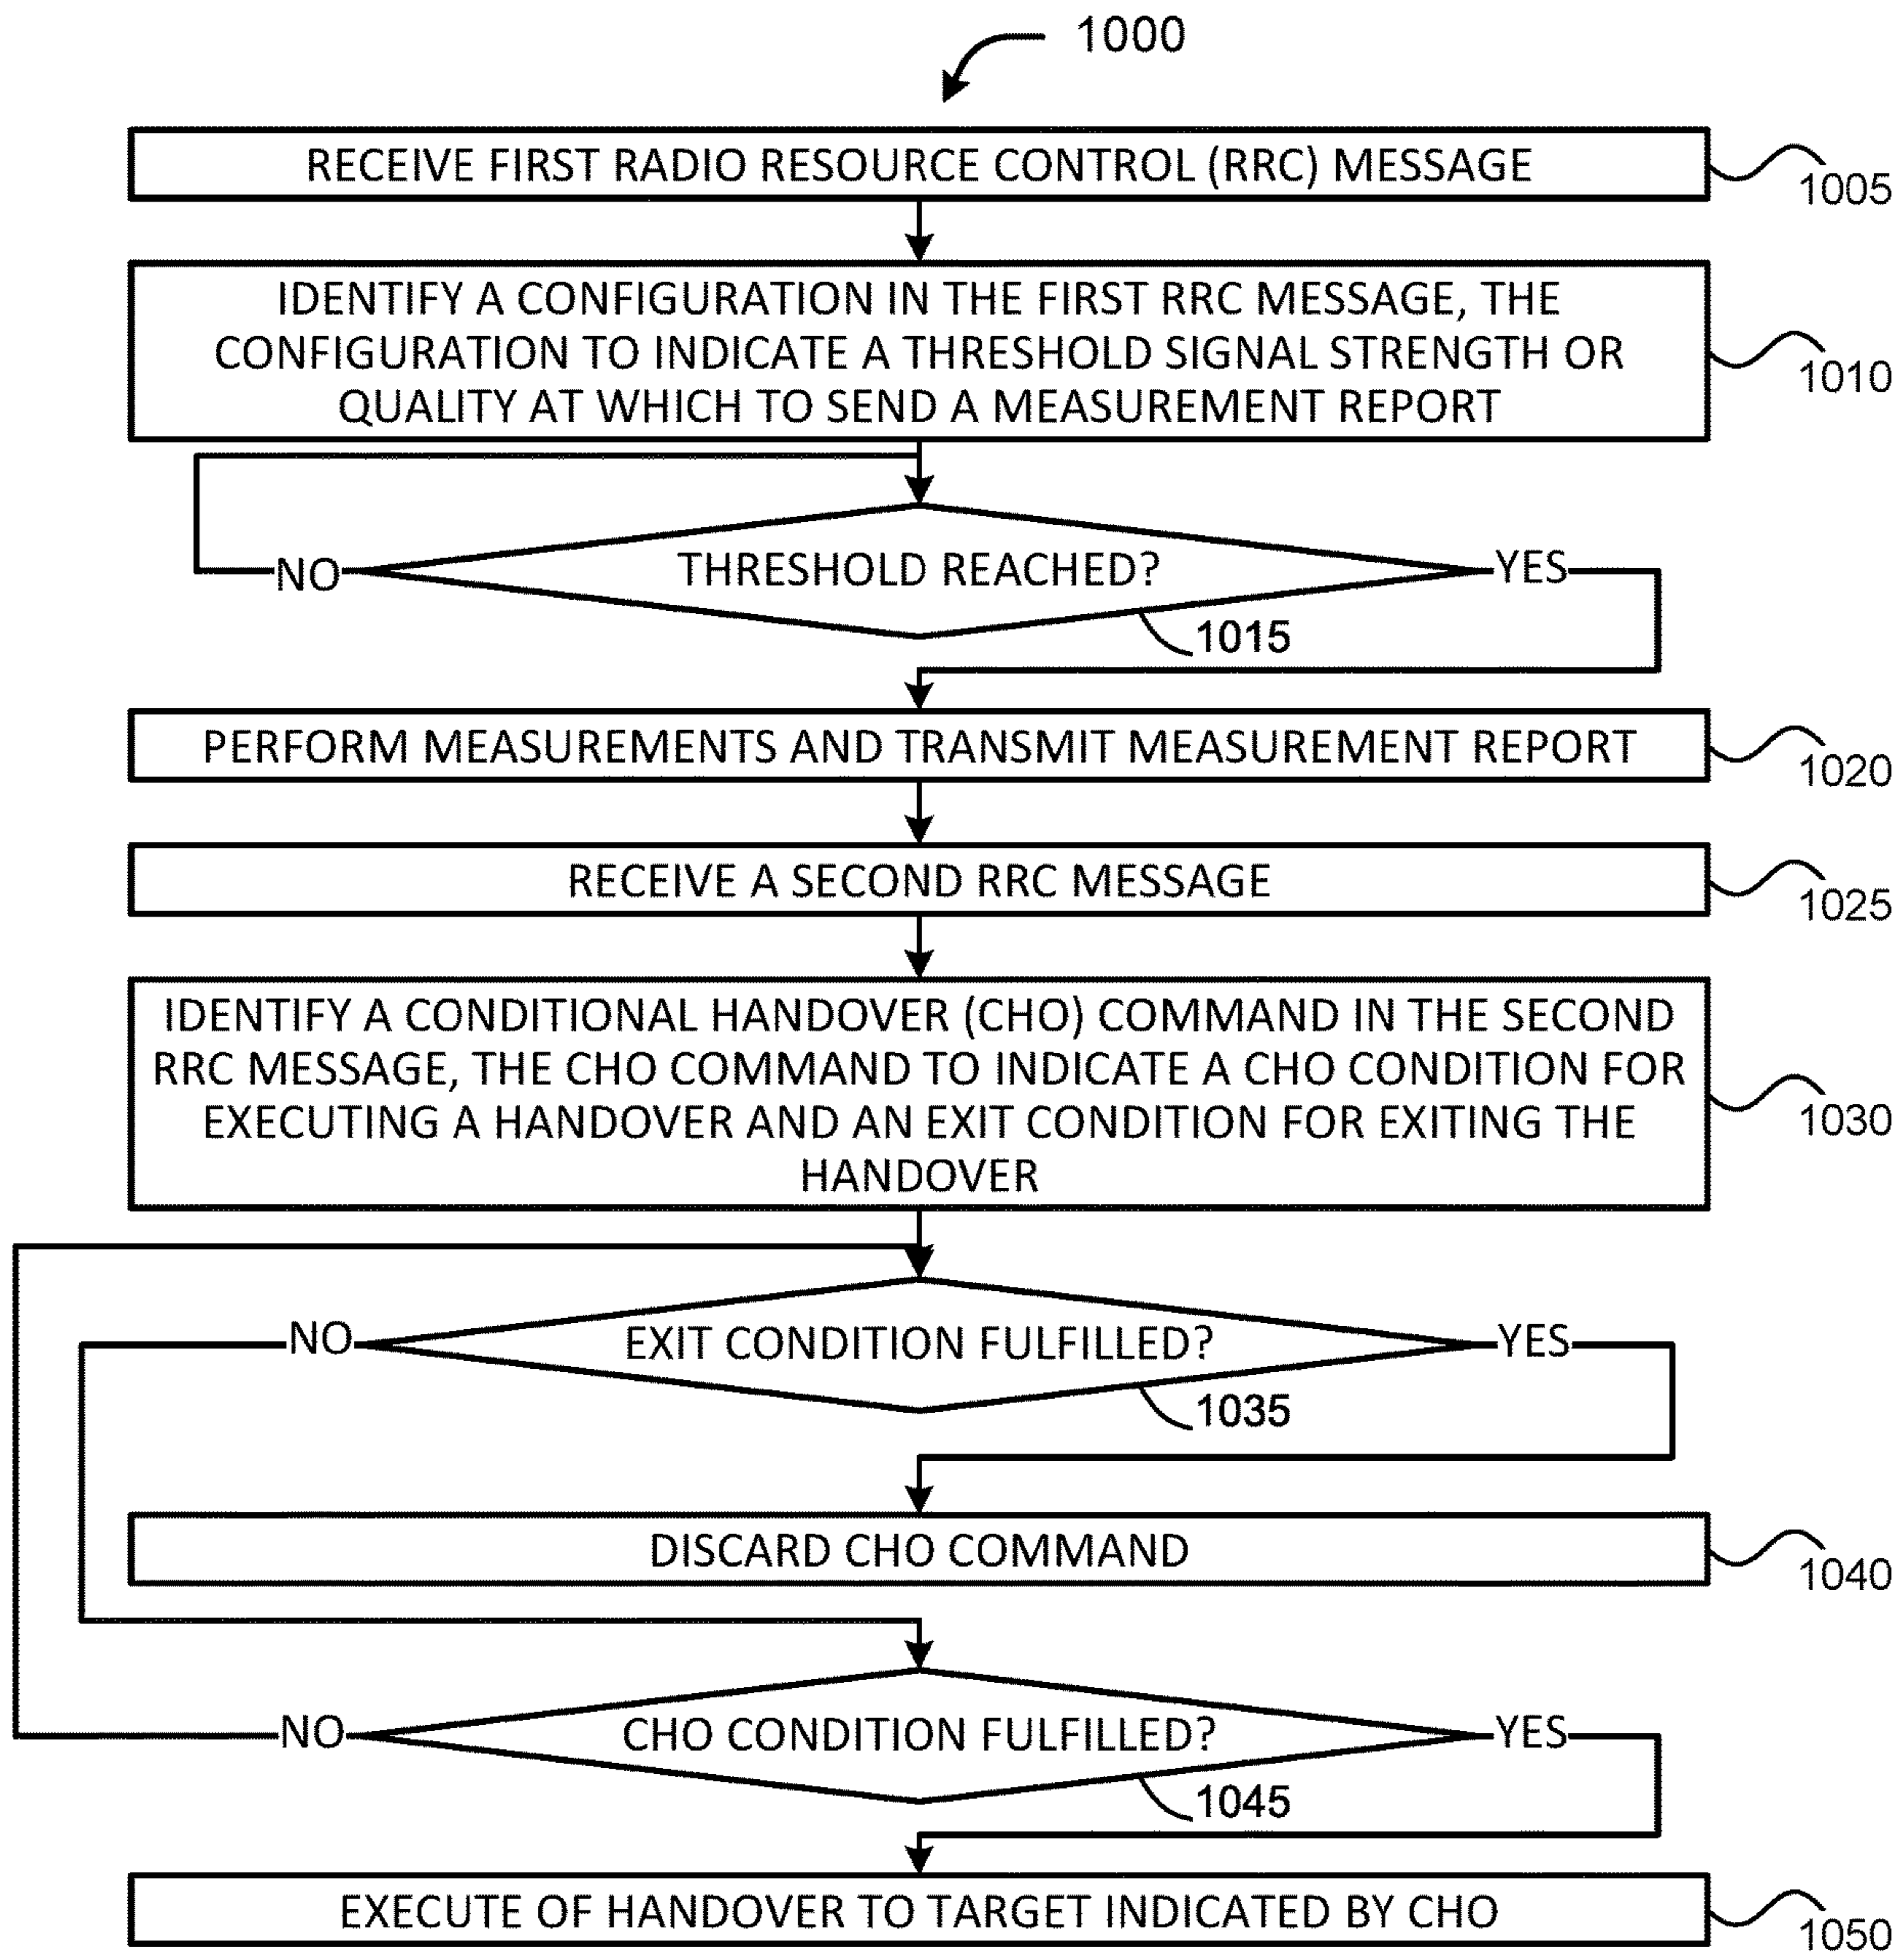 1000
RECEIVE FIRST RADIO RESOURCE CONTROL (RRC) MESSAGE
1005
IDENTIFY A CONFIGURATION IN THE FIRST RRC MESSAGE, THE
CONFIGURATION TO INDICATE A THRESHOLD SIGNAL STRENGTH OR
QUALITY AT WHICH TO SEND A MEASUREMENT REPORT
1010
NO
THRESHOLD REACHED?
YES
1015
PERFORM MEASUREMENTS AND TRANSMIT MEASUREMENT REPORT
1020
RECEIVE A SECOND RRC MESSAGE
1025
IDENTIFY A CONDITIONAL HANDOVER (CHO) COMMAND IN THE SECOND
RRC MESSAGE, THE CHO COMMAND TO INDICATE A CHO CONDITION FOR
EXECUTING A HANDOVER AND AN EXIT CONDITION FOR EXITING THE
HANDOVER
1030
NO
EXIT CONDITION FULFILLED?
YES
1035
DISCARD CHO COMMAND
1040
NO
CHO CONDITION FULFILLED?
YES
1045
EXECUTE OF HANDOVER TO TARGET INDICATED BY CHO
1050